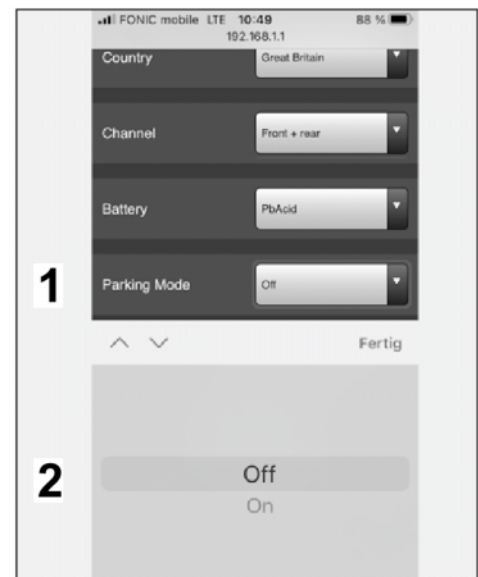 FONIC mobile LTE 10:49 88 %
192.168.1.1
Country Great Britain
Channel Front + rear
Battery PbAcid
1 Parking Mode Off
Fertig
2 Off
On